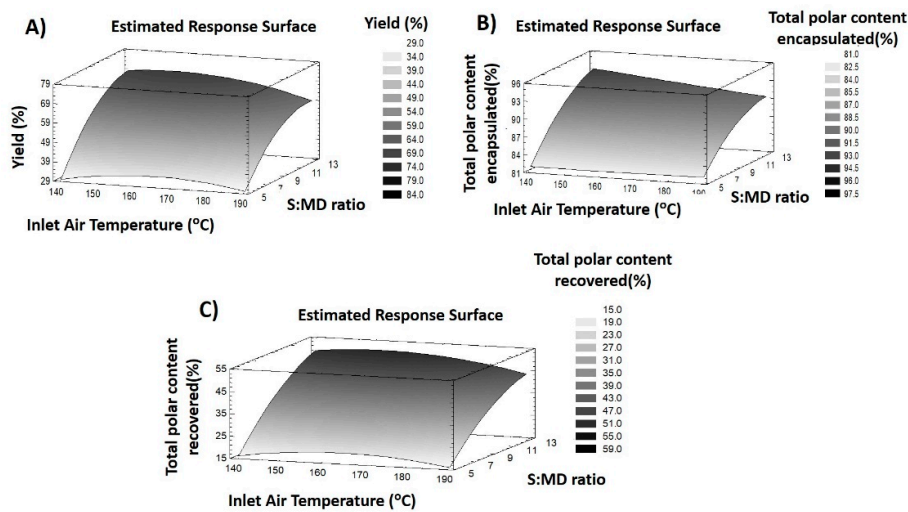 A)
Estimated Response Surface
Yield (%)
29.0
34.0
39.0
44.0
49.0
54.0
59.0
64.0
69.0
74.0
79.0
84.0
Yield (%)
79
69
59
49
39
29
140 150 160 170 180 190
5 7 9 11 13
S:MD ratio
Inlet Air Temperature (°C)
B)
Estimated Response Surface
Total polar content
encapsulated(%)
81.0
82.5
84.0
85.5
87.0
88.5
90.0
91.5
93.0
94.5
96.0
97.5
Total polar content
encapsulated(%)
96
93
90
87
84
81
140 150 160 170 180 190
5 7 9 11 13
S:MD ratio
Inlet Air Temperature (°C)
C)
Estimated Response Surface
Total polar content
recovered(%)
15.0
19.0
23.0
27.0
31.0
35.0
39.0
43.0
47.0
51.0
55.0
59.0
Total polar content
recovered(%)
55
45
35
25
15
140 150 160 170 180 190
5 7 9 11 13
S:MD ratio
Inlet Air Temperature (°C)